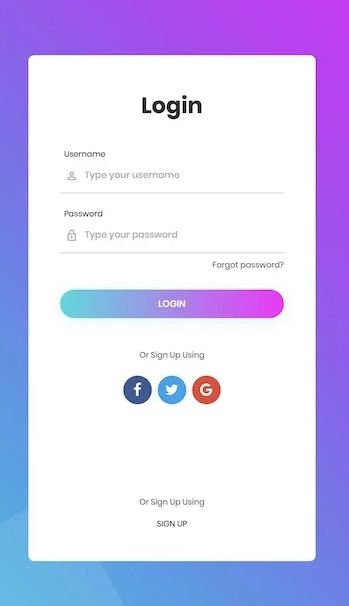 Login
Username
Type your username
Password
Type your password
Forgot password?
LOGIN
Or Sign Up Using
f
G
Or Sign Up Using
SIGN UP